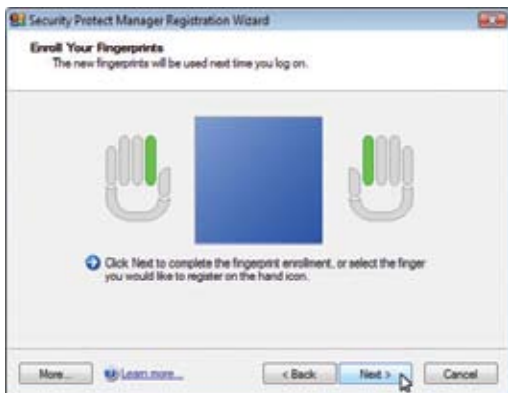 Security Protect Manager Registration Wizard
Enroll Your Fingerprints
The new fingerprints will be used next time you log on.
Click Next to complete the fingerprint enrollment, or select the finger
you would like to register on the hand icon.
More... Learn more... < Back Next > Cancel